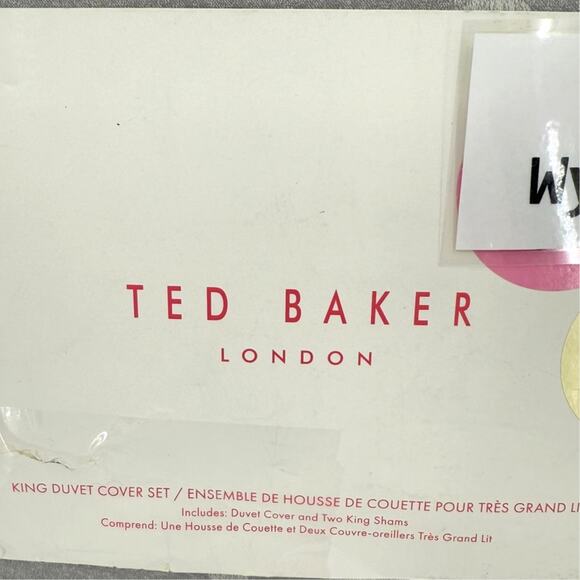 Wy
TED BAKER
LONDON
KING DUVET COVER SET / ENSEMBLE DE HOUSSE DE COUETTE POUR TRÈS GRAND LI
Includes: Duvet Cover and Two King Shams
Comprend: Une Housse de Couette et Deux Couvre-oreillers Très Grand Lit